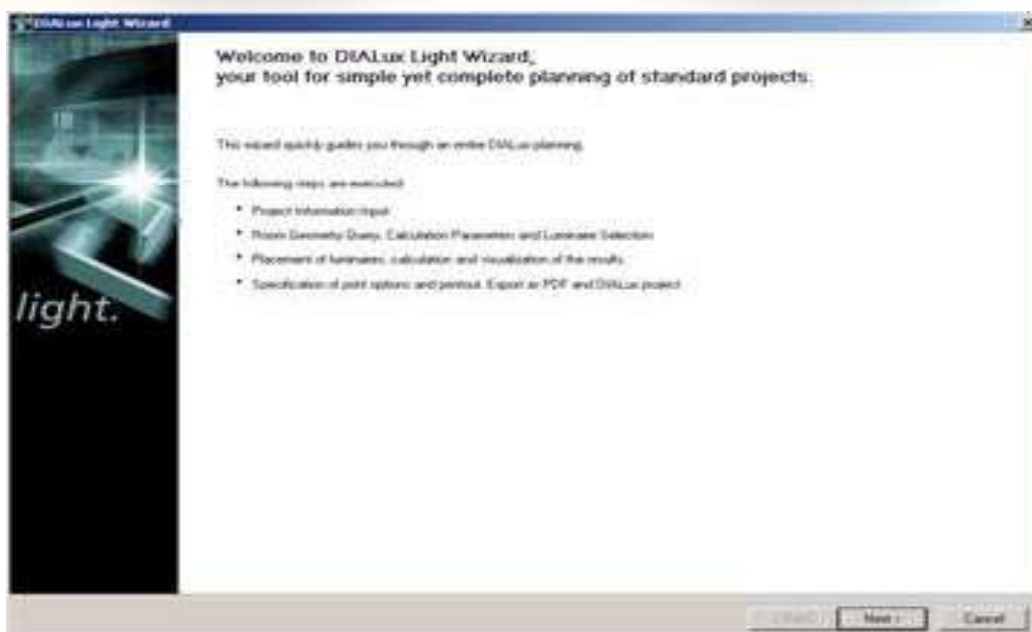 DIALux Light Wizard
Welcome to DIALux Light Wizard,
your tool for simple yet complete planning of standard projects.
This wizard quickly guides you through an entire DIALux planning.
The following steps are executed:
• Project Information Input
• Room Geometry Query, Calculation Parameters and Luminaire Selection
• Placement of luminaires, calculation and visualization of the results
• Specification of print options and printout. Export as PDF and DIALux project
light.
< Back
Next >
Cancel